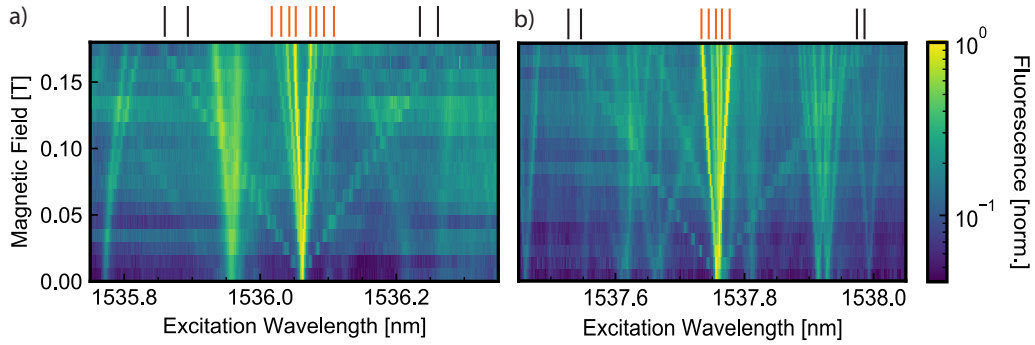 a)
b)
Magnetic Field [T]
0.15
0.10
0.05
0.00
1535.8
1536.0
1536.2
Excitation Wavelength [nm]
1537.6
1537.8
1538.0
Excitation Wavelength [nm]
10⁰
10⁻¹
Fluorescence [norm.]